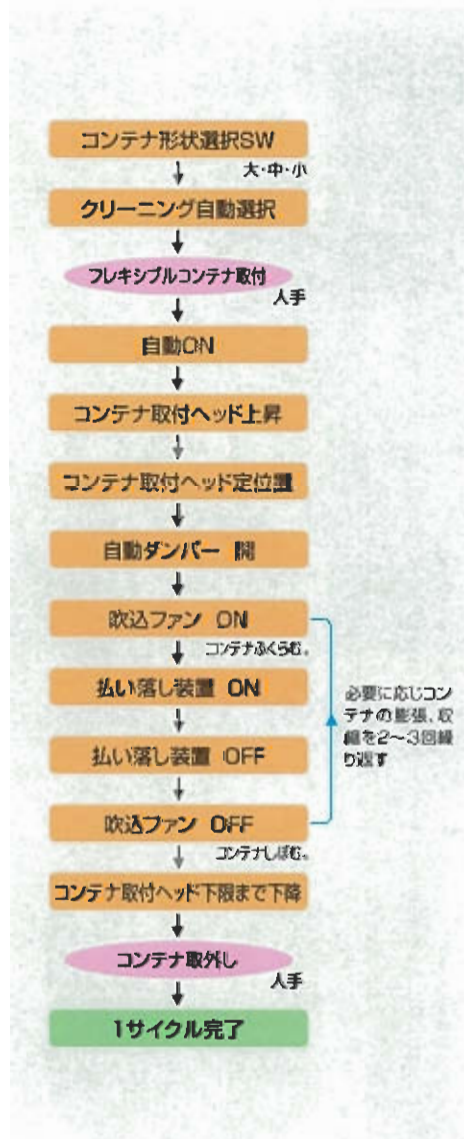 コンテナ形状選択SW
大・中・小
クリーニング自動選択
フレキシブルコンテナ取付
人手
自動ON
コンテナ取付ヘッド上昇
コンテナ取付ヘッド定位置
自動ダンパー 開
吹込ファン ON
コンテナふくらむ。
払い落し装置 ON
払い落し装置 OFF
吹込ファン OFF
コンテナしぼむ。
必要に応じコン
テナの膨張、収
縮を2〜3回繰
り返す
コンテナ取付ヘッド下限まで下降
コンテナ取外し
人手
1サイクル完了